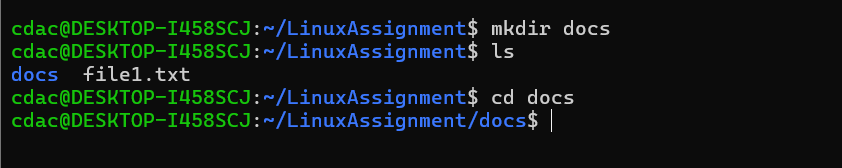 cdac@DESKTOP-I458SCJ:~/LinuxAssignment$ mkdir docs
cdac@DESKTOP-I458SCJ:~/LinuxAssignment$ ls
docs  file1.txt
cdac@DESKTOP-I458SCJ:~/LinuxAssignment$ cd docs
cdac@DESKTOP-I458SCJ:~/LinuxAssignment/docs$